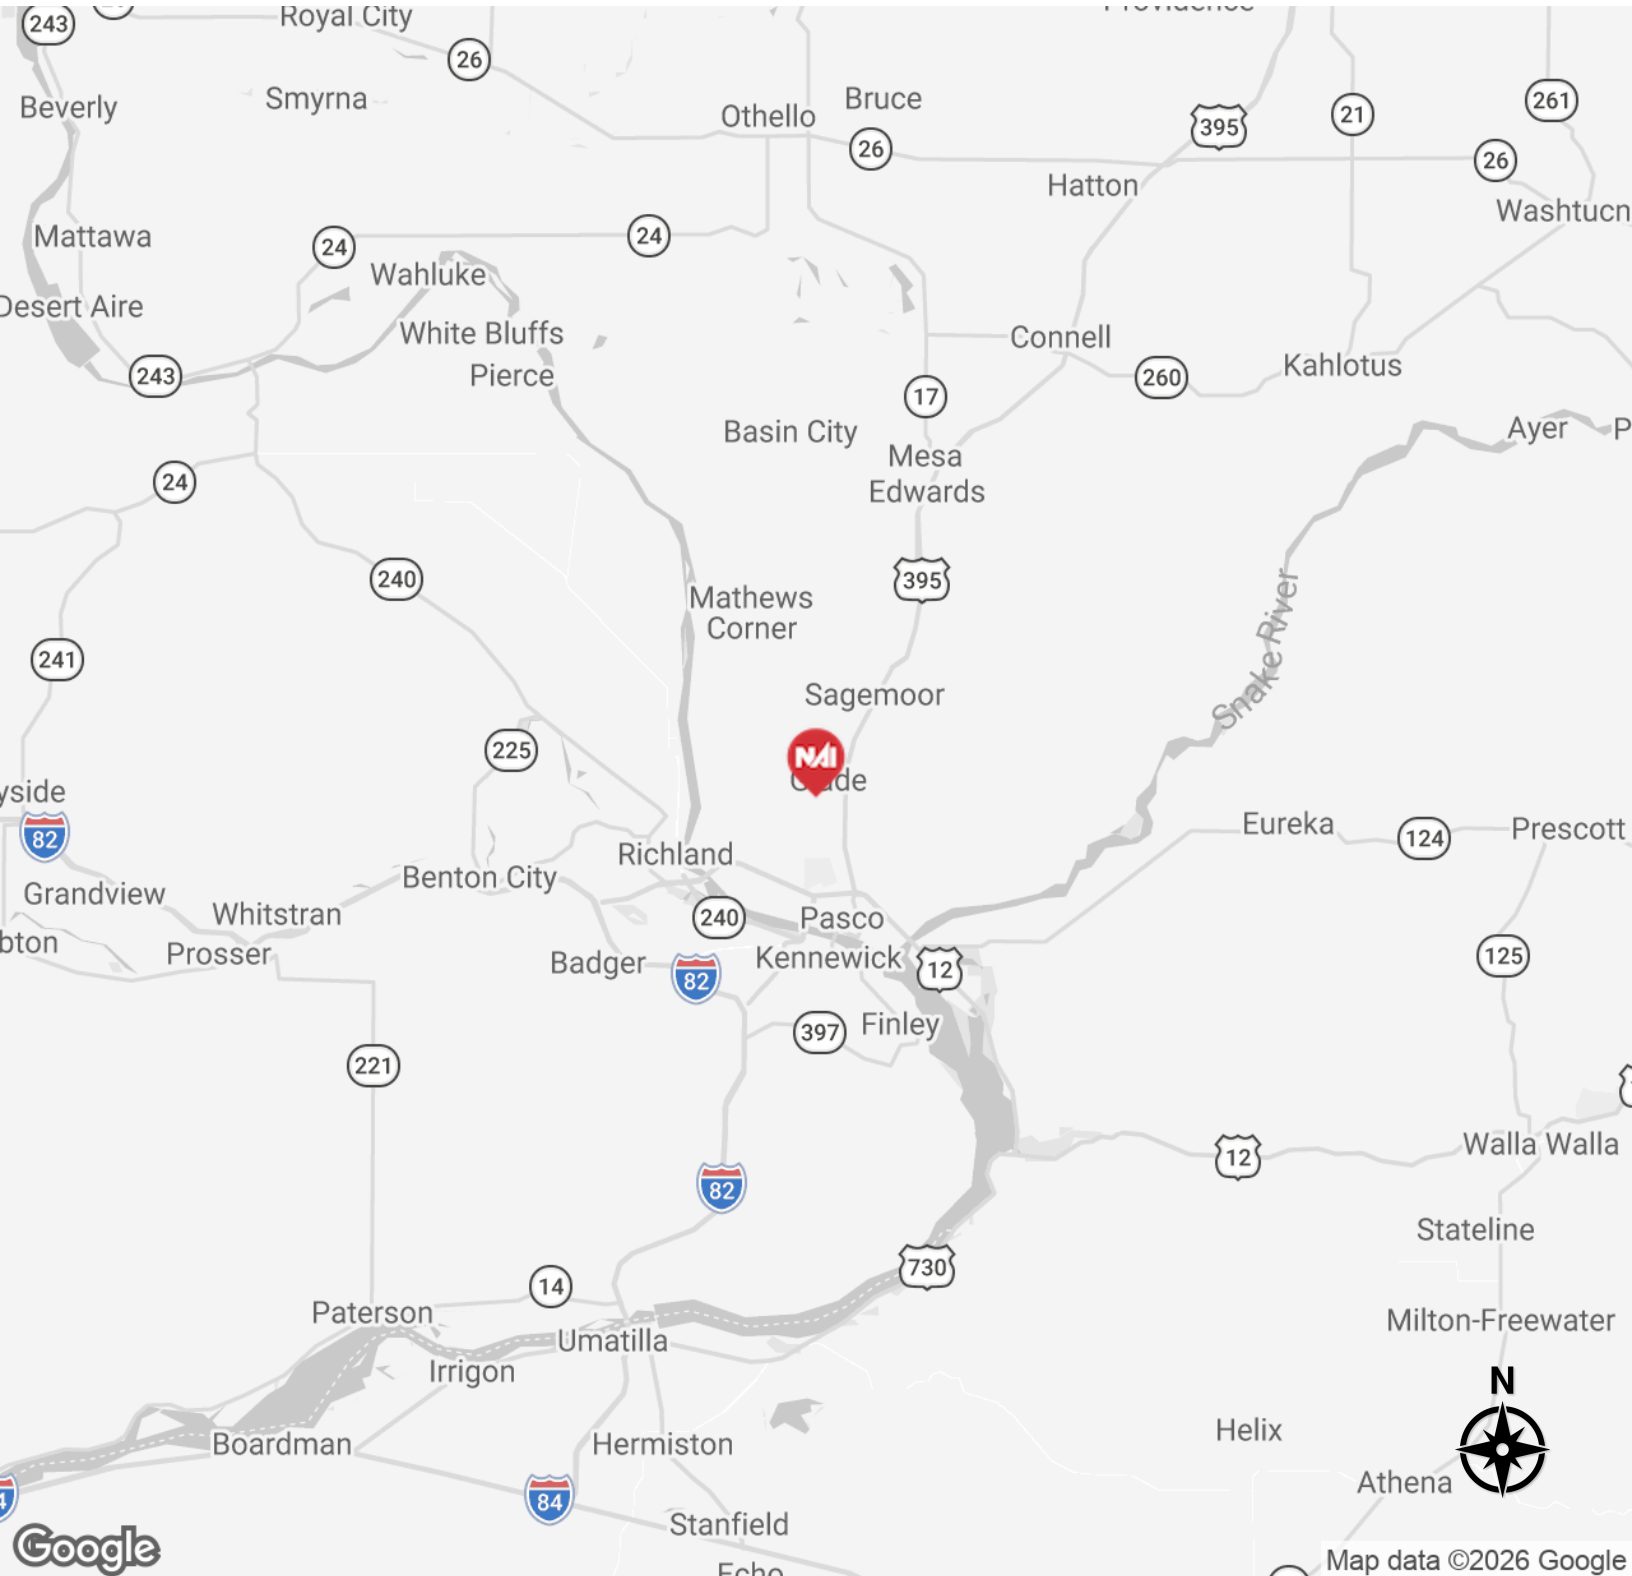 Royal City
243
26
Beverly
Smyrna
Othello
Bruce
26
395
21
261
26
Hatton
Washtucn
Mattawa
24
24
Wahluke
Desert Aire
White Bluffs
Pierce
Connell
243
17
260
Kahlotus
Basin City
Mesa
Edwards
Ayer
P
24
240
395
Mathews
Corner
241
Snake River
Sagemoor
225
NAI
yside
82
Richland
Benton City
Eureka
124
Prescott
Grandview
Whitstran
240
Pasco
bton
Prosser
Badger
82
Kennewick
12
125
397
Finley
221
12
Walla Walla
82
Stateline
730
14
Paterson
Umatilla
Milton-Freewater
Irrigon
N
Boardman
Hermiston
Helix
Athena
84
Stanfield
Google
Echo
Map data ©2026 Google